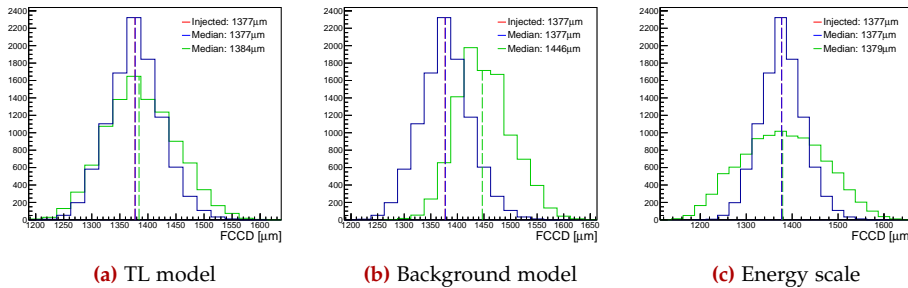 2400
2200
2000
1800
1600
1400
1200
1000
800
600
400
200
0
Injected: 1377μm
Median: 1377μm
Median: 1384μm
1200 1250 1300 1350 1400 1450 1500 1550 1600
FCCD [μm]
(a) TL model
2400
2200
2000
1800
1600
1400
1200
1000
800
600
400
200
0
Injected: 1377μm
Median: 1377μm
Median: 1446μm
1200 1250 1300 1350 1400 1450 1500 1550 1600 1650
FCCD [μm]
(b) Background model
2400
2200
2000
1800
1600
1400
1200
1000
800
600
400
200
0
Injected: 1377μm
Median: 1377μm
Median: 1379μm
1200 1300 1400 1500 1600
FCCD [μm]
(c) Energy scale